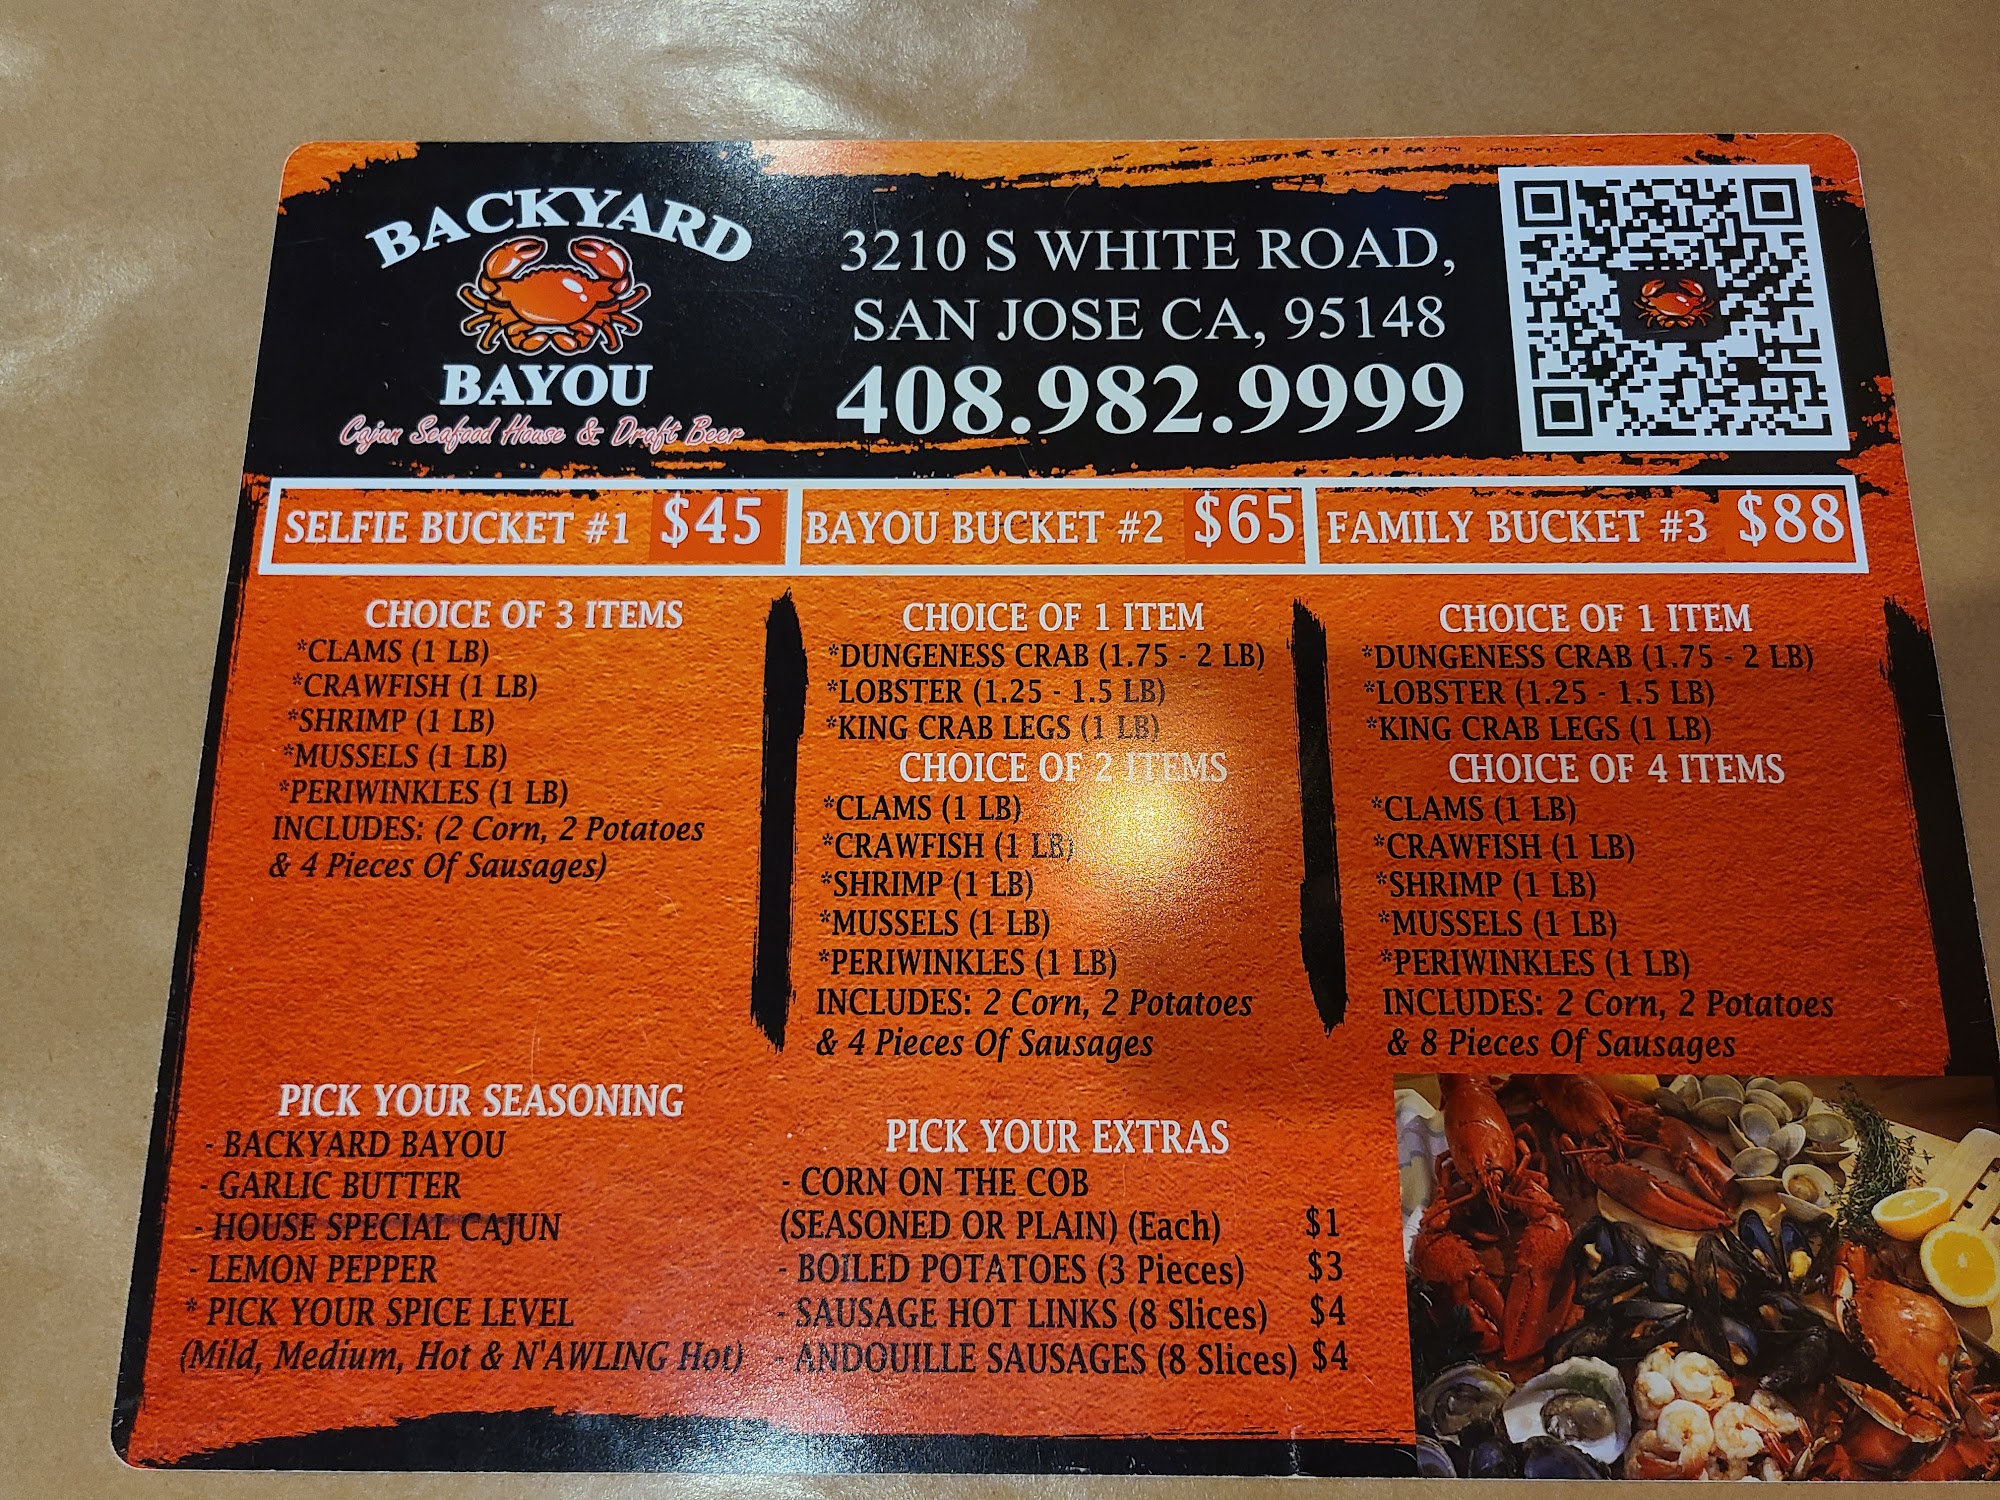 BACKYARD
BAYOU
Cajun Seafood House & Draft Beer
3210 S WHITE ROAD,
SAN JOSE CA, 95148
408.982.9999
SELFIE BUCKET #1 $45
CHOICE OF 3 ITEMS
*CLAMS (1 LB)
*CRAWFISH (1 LB)
*SHRIMP (1 LB)
*MUSSELS (1 LB)
*PERIWINKLES (1 LB)
INCLUDES: (2 Corn, 2 Potatoes
& 4 Pieces Of Sausages)
BAYOU BUCKET #2 $65
CHOICE OF 1 ITEM
*DUNGENESS CRAB (1.75 - 2 LB)
*LOBSTER (1.25 - 1.5 LB)
*KING CRAB LEGS (1 LB)
CHOICE OF 2 ITEMS
*CLAMS (1 LB)
*CRAWFISH (1 LB)
*SHRIMP (1 LB)
*MUSSELS (1 LB)
*PERIWINKLES (1 LB)
INCLUDES: 2 Corn, 2 Potatoes
& 4 Pieces Of Sausages
FAMILY BUCKET #3 $88
CHOICE OF 1 ITEM
*DUNGENESS CRAB (1.75 - 2 LB)
*LOBSTER (1.25 - 1.5 LB)
*KING CRAB LEGS (1 LB)
CHOICE OF 4 ITEMS
*CLAMS (1 LB)
*CRAWFISH (1 LB)
*SHRIMP (1 LB)
*MUSSELS (1 LB)
*PERIWINKLES (1 LB)
INCLUDES: 2 Corn, 2 Potatoes
& 8 Pieces Of Sausages
PICK YOUR SEASONING
- BACKYARD BAYOU
- GARLIC BUTTER
- HOUSE SPECIAL CAJUN
- LEMON PEPPER
* PICK YOUR SPICE LEVEL
(Mild, Medium, Hot & N'AWLING Hot)
PICK YOUR EXTRAS
- CORN ON THE COB
(SEASONED OR PLAIN) (Each) $1
- BOILED POTATOES (3 Pieces) $3
- SAUSAGE HOT LINKS (8 Slices) $4
- ANDOUILLE SAUSAGES (8 Slices) $4